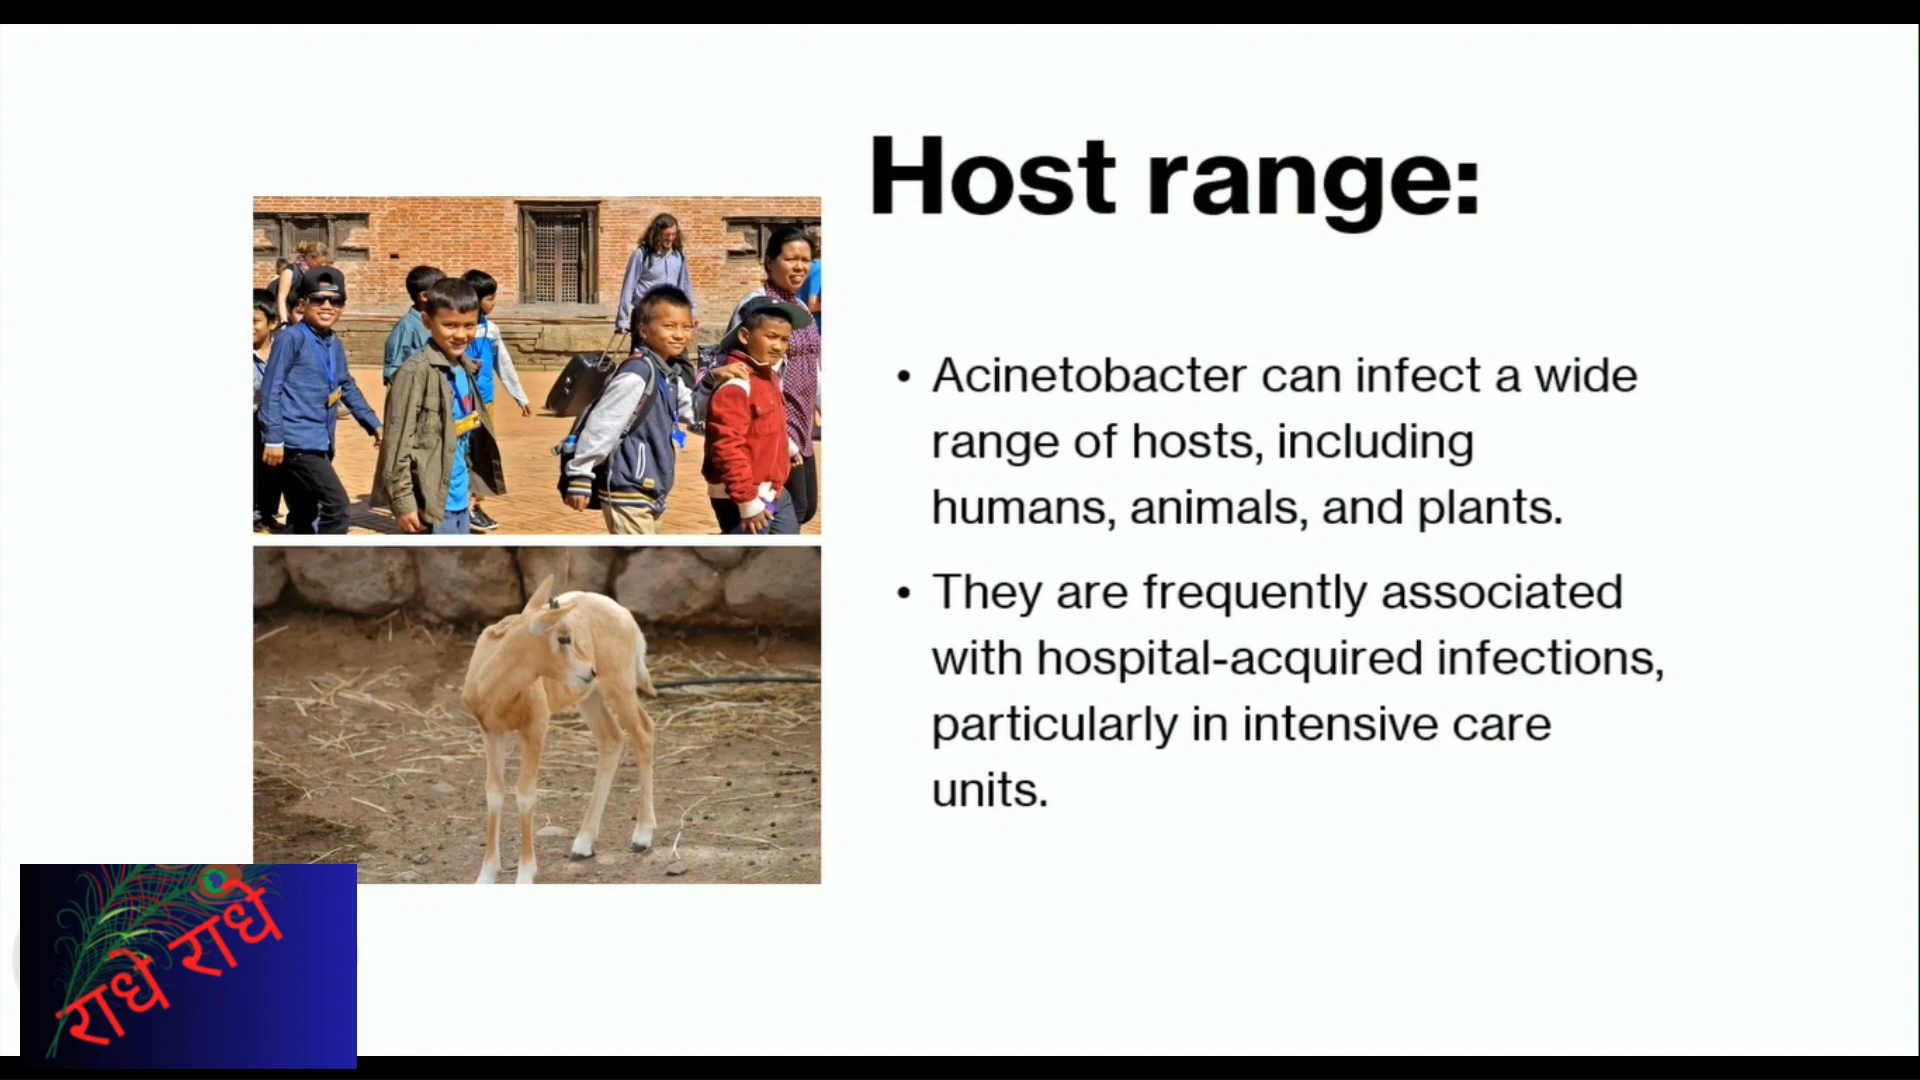 Host range:
• Acinetobacter can infect a wide
range of hosts, including
humans, animals, and plants.
• They are frequently associated
with hospital-acquired infections,
particularly in intensive care
units.
राधे राधे